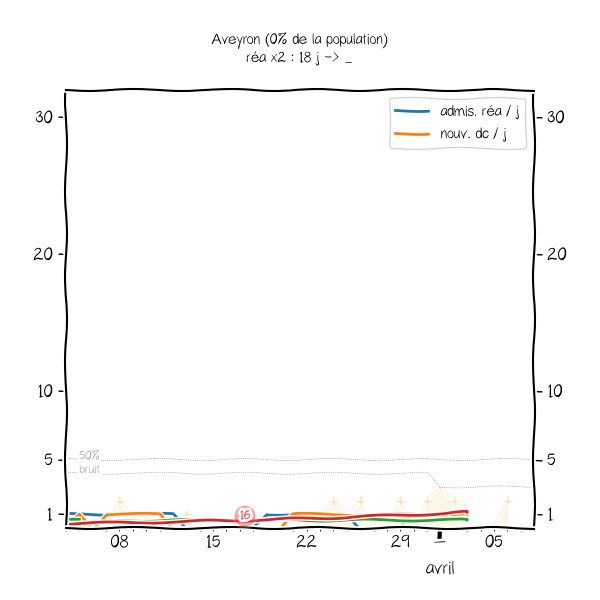 Aveyron (0% de la population)
réa x2 : 18 j -> _
admis. réa / j
nouv. dc / j
30
30
20
20
10
10
5
5
50%
bruit
1
1
16
08
15
22
29
05
avril